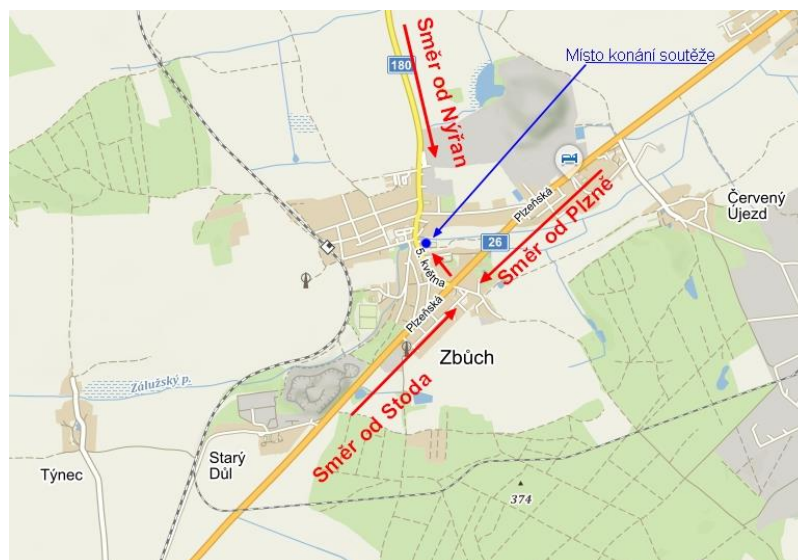 180
Směr od Nýřan
Místo konání soutěže
Plzeňská
Směr od Plzně
Červený
Újezd
26
5. května
Plzeňská
Zbůch
Zálužský p.
Směr od Stoda
Starý
Důl
Týnec
374